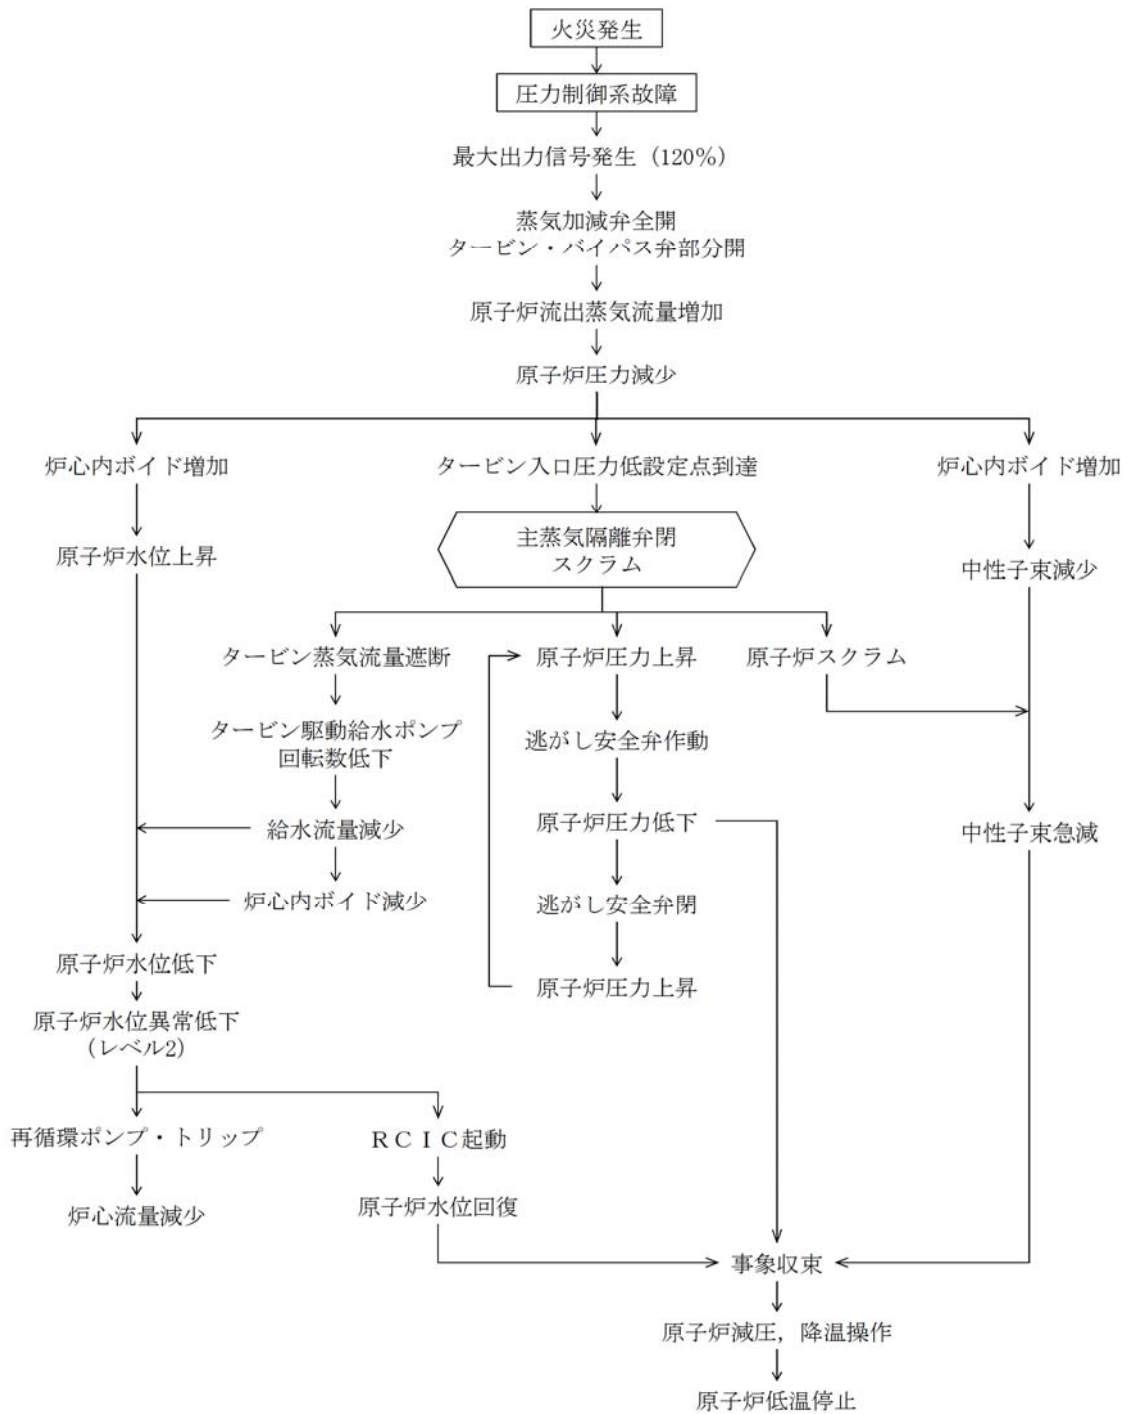 火災発生
圧力制御系故障
最大出力信号発生（120％）
蒸気加減弁全開
タービン・バイパス弁部分開
原子炉流出蒸気流量増加
原子炉圧力減少
炉心内ボイド増加
タービン入口圧力低設定点到達
炉心内ボイド増加
原子炉水位上昇
主蒸気隔離弁閉
スクラム
中性子束減少
タービン蒸気流量遮断
原子炉圧力上昇
原子炉スクラム
タービン駆動給水ポンプ
回転数低下
逃がし安全弁作動
給水流量減少
原子炉圧力低下
中性子束急減
炉心内ボイド減少
逃がし安全弁閉
原子炉水位低下
原子炉圧力上昇
原子炉水位異常低下
（レベル2）
再循環ポンプ・トリップ
ＲＣＩＣ起動
炉心流量減少
原子炉水位回復
事象収束
原子炉減圧，降温操作
原子炉低温停止